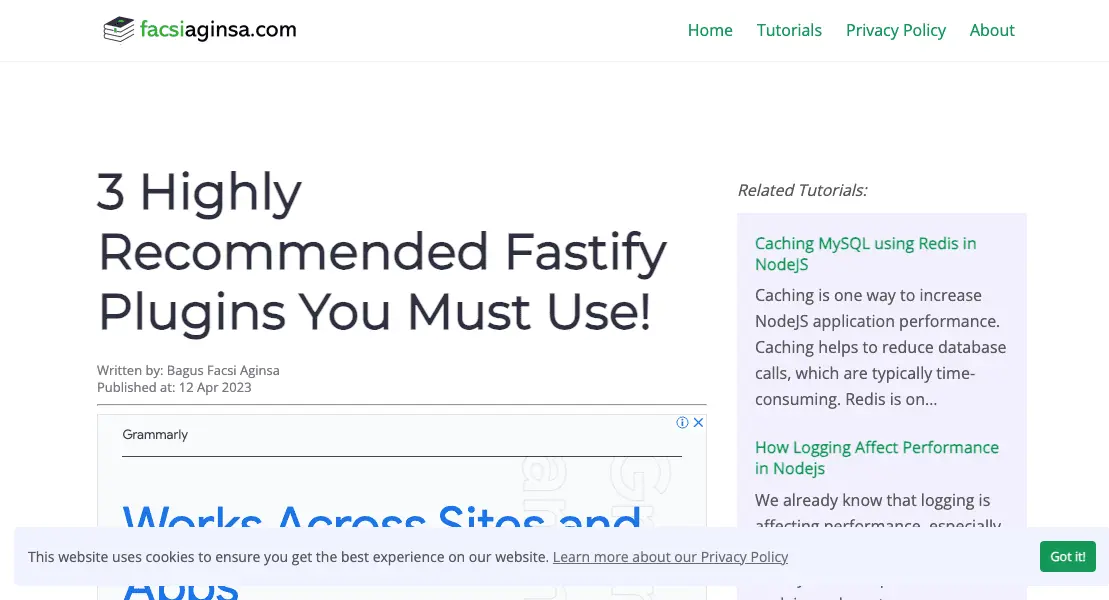 facsiaginsa.com
Home
Tutorials
Privacy Policy
About
3 Highly
Recommended Fastify
Plugins You Must Use!
Written by: Bagus Facsi Aginsa
Published at: 12 Apr 2023
Grammarly
Works Across Sites and
Apps
Related Tutorials:
Caching MySQL using Redis in
NodeJS
Caching is one way to increase
NodeJS application performance.
Caching helps to reduce database
calls, which are typically time-
consuming. Redis is on...
How Logging Affect Performance
in Nodejs
We already know that logging is
affecting performance, especially
This website uses cookies to ensure you get the best experience on our website. Learn more about our Privacy Policy
Got it!